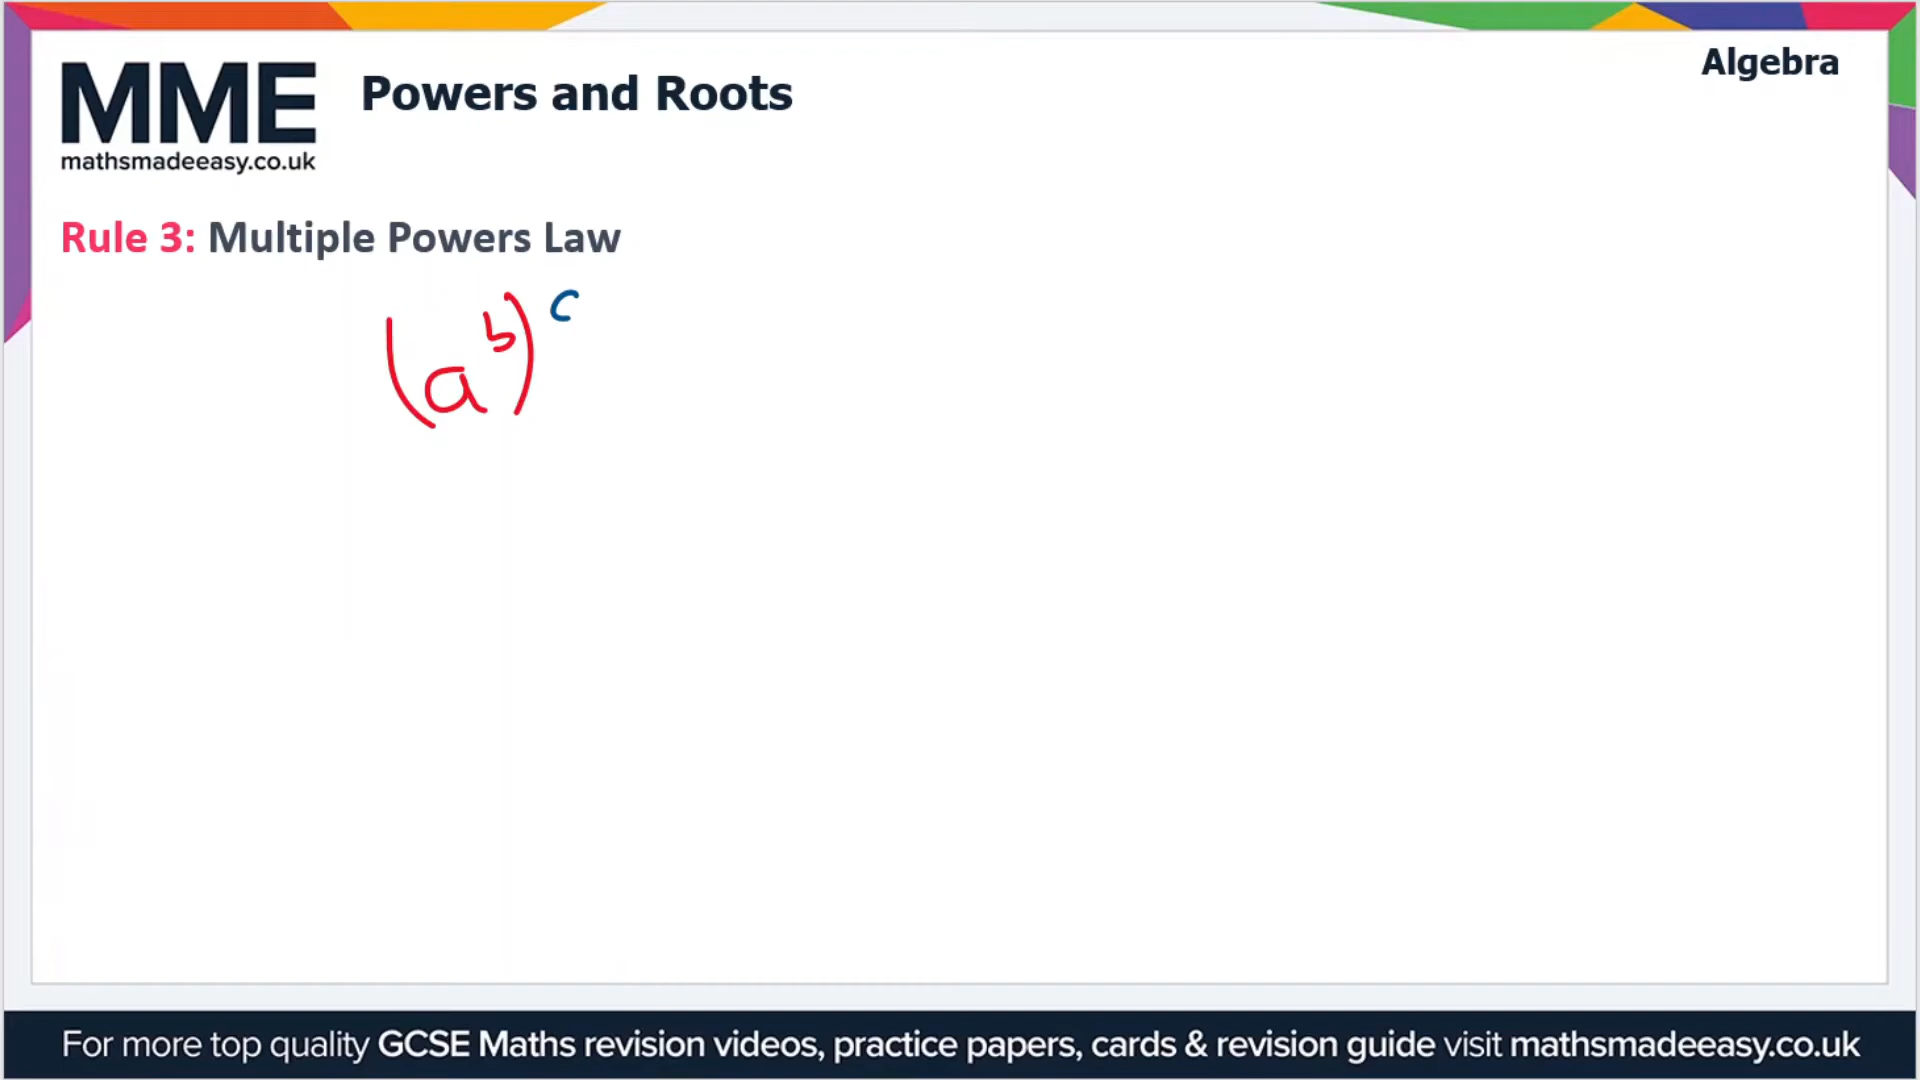 Algebra
MME
mathsmadeeasy.co.uk
Powers and Roots
Rule 3: Multiple Powers Law
(a^b)^c
For more top quality GCSE Maths revision videos, practice papers, cards & revision guide visit mathsmadeeasy.co.uk